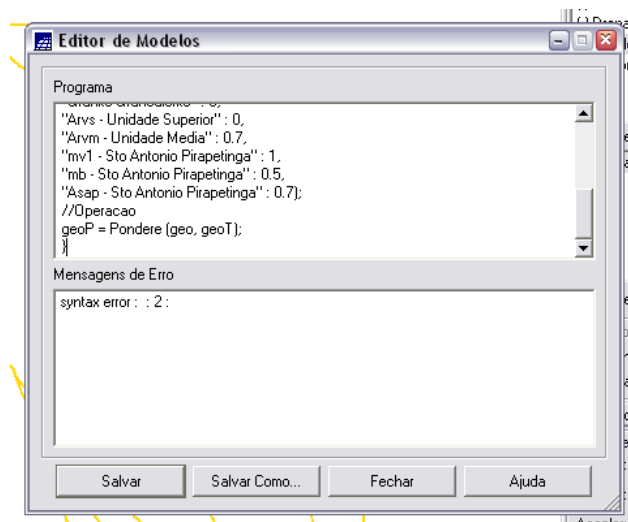 Editor de Modelos
Programa
"Arvs - Unidade Superior" : 0,
"Arvm - Unidade Media" : 0.7,
"mv1 - Sto Antonio Pirapetinga" : 1,
"mb - Sto Antonio Pirapetinga" : 0.5,
"Asap - Sto Antonio Pirapetinga" : 0.7);
//Operacao
geoP = Pondere (geo, geoT);
}
Mensagens de Erro
syntax error : : 2 :
Salvar
Salvar Como...
Fechar
Ajuda